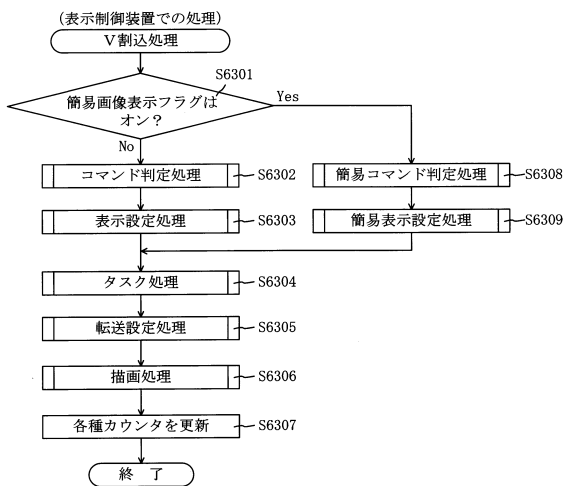 (表示制御装置での処理)
V割込処理
S6301
簡易画像表示フラグは
オン？
Yes
No
コマンド判定処理
S6302
簡易コマンド判定処理
S6308
表示設定処理
S6303
簡易表示設定処理
S6309
タスク処理
S6304
転送設定処理
S6305
描画処理
S6306
各種カウンタを更新
S6307
終 了